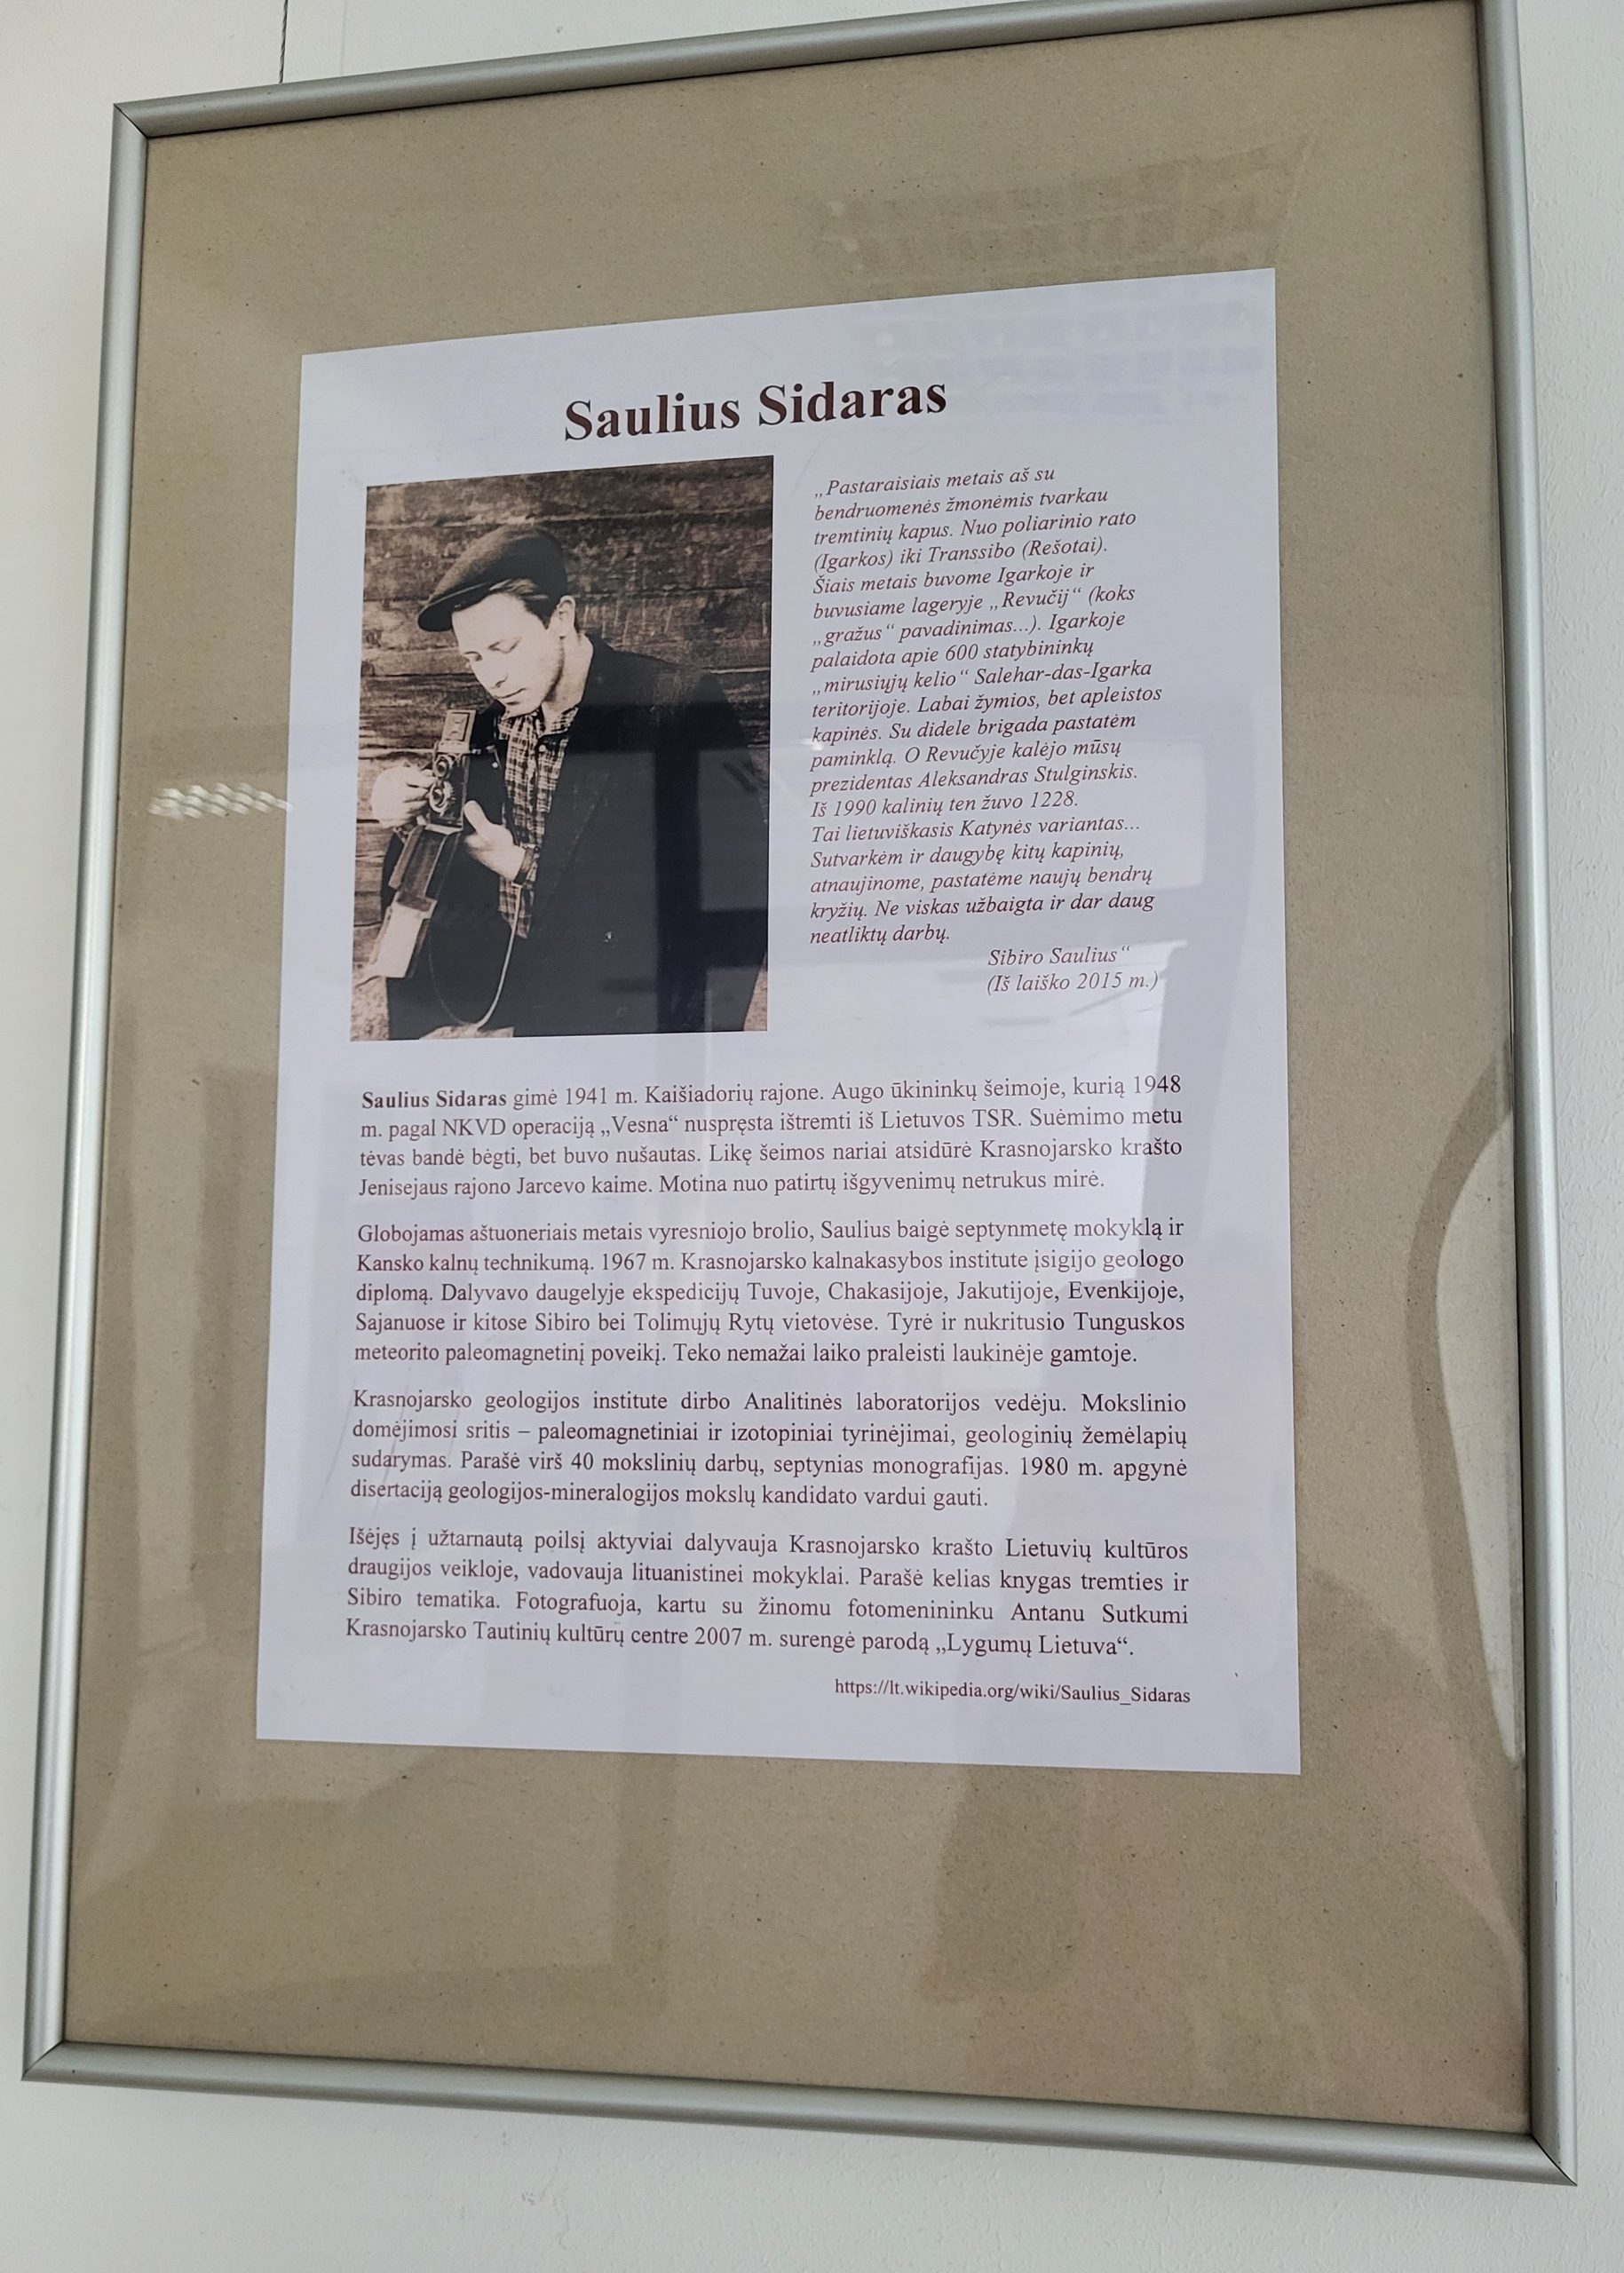 Saulius Sidaras
„Pastaraisiais metais aš su
bendruomenės žmonėmis tvarkau
tremtinių kapus. Nuo poliarinio rato
(Igarkos) iki Transsibo (Rešotai).
Šiais metais buvome Igarkoje ir
buvusiame lageryje „Revučij“ (koks
„gražus“ pavadinimas...). Igarkoje
palaidota apie 600 statybininkų
„mirusiųjų kelio“ Salehar-das-Igarka
teritorijoje. Labai žymios, bet apleistos
kapinės. Su didele brigada pastatėm
paminklą. O Revučyje kalėjo mūsų
prezidentas Aleksandras Stulginskis.
Iš 1990 kalinių ten žuvo 1228.
Tai lietuviškasis Katynės variantas...
Sutvarkėm ir daugybę kitų kapinių,
atnaujinome, pastatėme naujų bendrų
kryžių. Ne viskas užbaigta ir dar daug
neatliktų darbų.
Sibiro Saulius“
(Iš laiško 2015 m.)
Saulius Sidaras gimė 1941 m. Kaišiadorių rajone. Augo ūkininkų šeimoje, kurią 1948
m. pagal NKVD operaciją „Vesna“ nuspręsta ištremti iš Lietuvos TSR. Suėmimo metu
tėvas bandė bėgti, bet buvo nušautas. Likę šeimos nariai atsidūrė Krasnojarsko krašto
Jenisejaus rajono Jarcevo kaime. Motina nuo patirtų išgyvenimų netrukus mirė.
Globojamas aštuoneriais metais vyresniojo brolio, Saulius baigė septynmetę mokyklą ir
Kansko kalnų technikumą. 1967 m. Krasnojarsko kalnakasybos institute įsigijo geologo
diplomą. Dalyvavo daugelyje ekspedicijų Tuvoje, Chakasijoje, Jakutijoje, Evenkijoje,
Sajanuose ir kitose Sibiro bei Tolimųjų Rytų vietovėse. Tyrė ir nukritusio Tunguskos
meteorito paleomagnetinį poveikį. Teko nemažai laiko praleisti laukinėje gamtoje.
Krasnojarsko geologijos institute dirbo Analitinės laboratorijos vedėju. Mokslinio
domėjimosi sritis – paleomagnetiniai ir izotopiniai tyrinėjimai, geologinių žemėlapių
sudarymas. Parašė virš 40 mokslinių darbų, septynias monografijas. 1980 m. apgynė
disertaciją geologijos-mineralogijos mokslų kandidato vardui gauti.
Išėjęs į užtarnautą poilsį aktyviai dalyvauja Krasnojarsko krašto Lietuvių kultūros
draugijos veikloje, vadovauja lituanistinei mokyklai. Parašė kelias knygas tremties ir
Sibiro tematika. Fotografuoja, kartu su žinomu fotomenininku Antanu Sutkumi
Krasnojarsko Tautinių kultūrų centre 2007 m. surengė parodą „Lygumų Lietuva“.
https://lt.wikipedia.org/wiki/Saulius_Sidaras